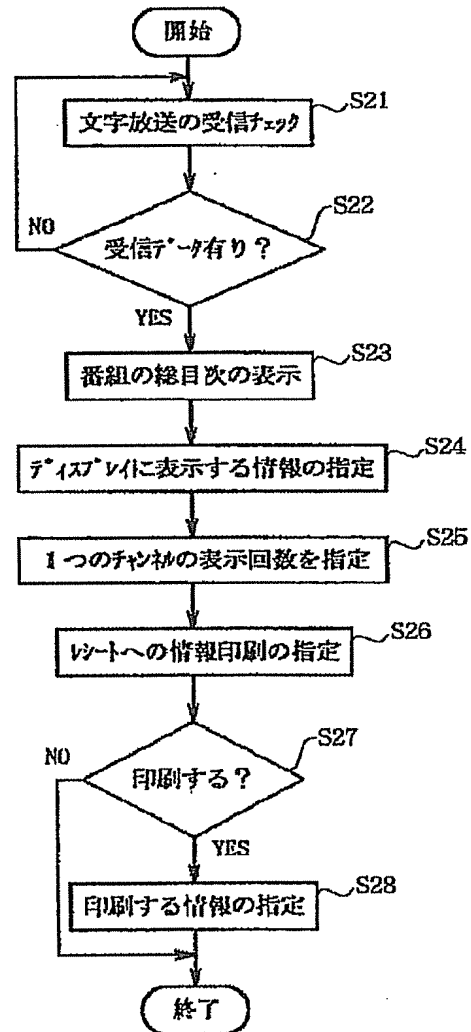 開始
文字放送の受信チェック
S21
S22
NO
受信データ有り？
YES
S23
番組の総目次の表示
S24
ディスプレイに表示する情報の指定
S25
1つのチャンネルの表示回数を指定
S26
レシートへの情報印刷の指定
S27
NO
印刷する？
YES
S28
印刷する情報の指定
終了